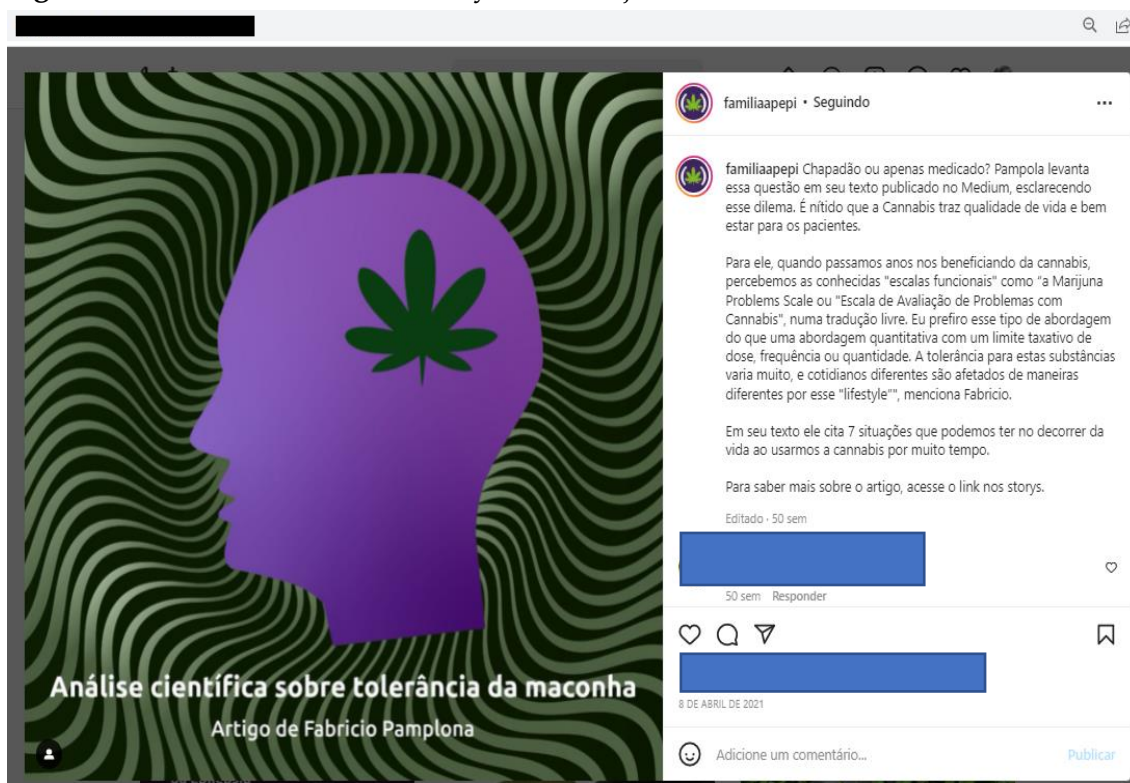 familiaapepi • Seguindo
familiaapepi Chapadão ou apenas medicado? Pampola levanta
essa questão em seu texto publicado no Medium, esclarecendo
esse dilema. É nítido que a Cannabis traz qualidade de vida e bem
estar para os pacientes.
Para ele, quando passamos anos nos beneficiando da cannabis,
percebemos as conhecidas "escalas funcionais" como "a Marijuna
Problems Scale ou "Escala de Avaliação de Problemas com
Cannabis", numa tradução livre. Eu prefiro esse tipo de abordagem
do que uma abordagem quantitativa com um limite taxativo de
dose, frequência ou quantidade. A tolerância para estas substâncias
varia muito, e cotidianos diferentes são afetados de maneiras
diferentes por esse "lifestyle"", menciona Fabricio.
Em seu texto ele cita 7 situações que podemos ter no decorrer da
vida ao usarmos a cannabis por muito tempo.
Para saber mais sobre o artigo, acesse o link nos storys.
Editado · 50 sem
50 sem Responder
8 DE ABRIL DE 2021
Adicione um comentário... Publicar
Análise científica sobre tolerância da maconha
Artigo de Fabricio Pamplona